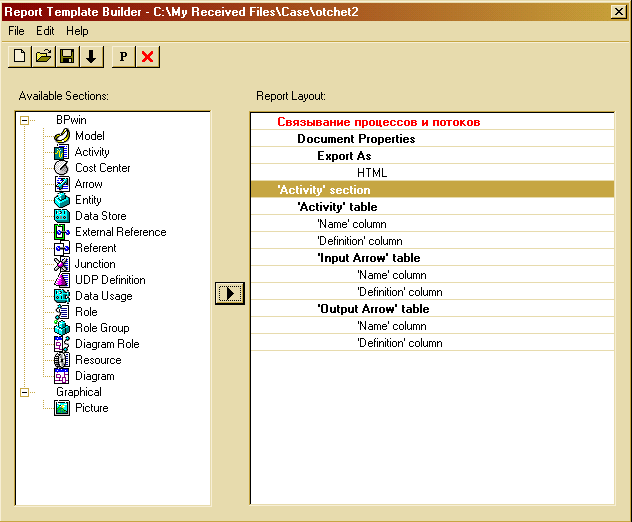 Report Template Builder - C:\My Received Files\Case\otchet2
File Edit Help
P
Available Sections:
Report Layout:
BPwin
Model
Activity
Cost Center
Arrow
Entity
Data Store
External Reference
Referent
Junction
UDP Definition
Data Usage
Role
Role Group
Diagram Role
Resource
Diagram
Graphical
Picture
Связывание процессов и потоков
Document Properties
Export As
HTML
'Activity' section
'Activity' table
'Name' column
'Definition' column
'Input Arrow' table
'Name' column
'Definition' column
'Output Arrow' table
'Name' column
'Definition' column